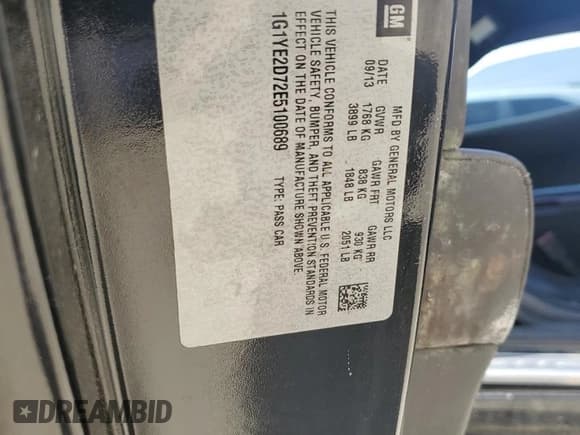 GM
MFD BY GENERAL MOTORS LLC
DATE GVWR GAWR FRT GAWR RR
09/13 1768 KG 838 KG 930 KG
3899 LB 1848 LB 2051 LB
THIS VEHICLE CONFORMS TO ALL APPLICABLE U.S. FEDERAL MOTOR
VEHICLE SAFETY, BUMPER, AND THEFT PREVENTION STANDARDS IN
EFFECT ON THE DATE OF MANUFACTURE SHOWN ABOVE.
1G1YE2D72E5100689 TYPE: PASS CAR
DREAMBID